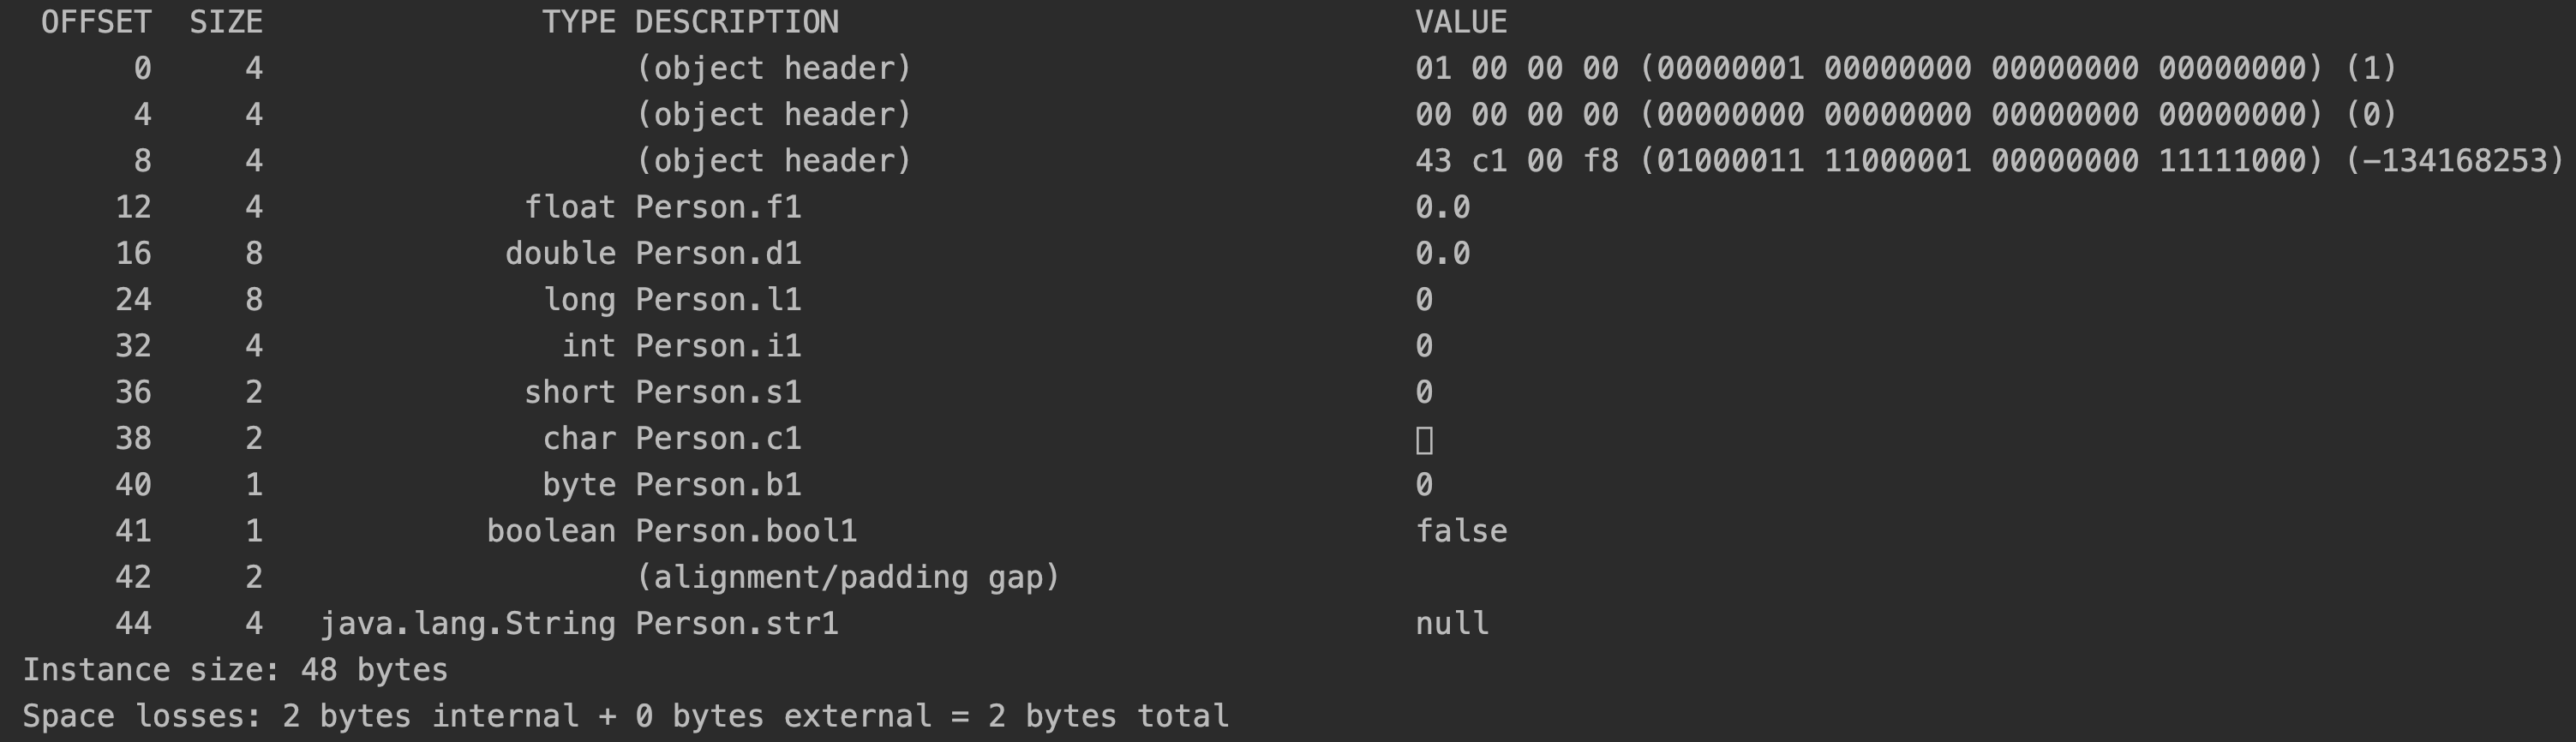 OFFSET  SIZE               TYPE DESCRIPTION                               VALUE
     0     4                    (object header)                           01 00 00 00 (00000001 00000000 00000000 00000000) (1)
     4     4                    (object header)                           00 00 00 00 (00000000 00000000 00000000 00000000) (0)
     8     4                    (object header)                           43 c1 00 f8 (01000011 11000001 00000000 11111000) (-134168253)
    12     4              float Person.f1                                 0.0
    16     8             double Person.d1                                 0.0
    24     8               long Person.l1                                 0
    32     4                int Person.i1                                 0
    36     2              short Person.s1                                 0
    38     2               char Person.c1                                 
    40     1               byte Person.b1                                 0
    41     1            boolean Person.bool1                              false
    42     2                    (alignment/padding gap)
    44     4   java.lang.String Person.str1                               null
Instance size: 48 bytes
Space losses: 2 bytes internal + 0 bytes external = 2 bytes total